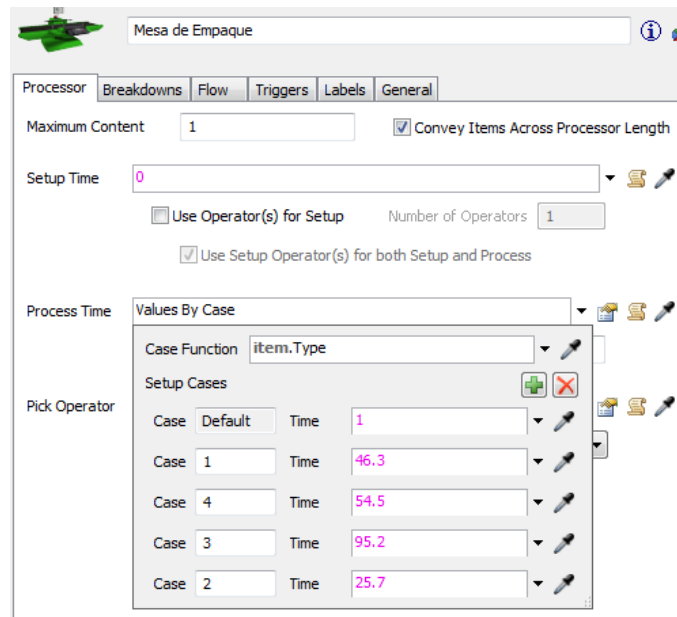 Mesa de Empaque
Processor Breakdowns Flow Triggers Labels General
Maximum Content 1 Convey Items Across Processor Length
Setup Time 0
Use Operator(s) for Setup Number of Operators 1
Use Setup Operator(s) for both Setup and Process
Process Time Values By Case
Case Function item.Type
Setup Cases
Pick Operator
Case Default Time 1
Case 1 Time 46.3
Case 4 Time 54.5
Case 3 Time 95.2
Case 2 Time 25.7